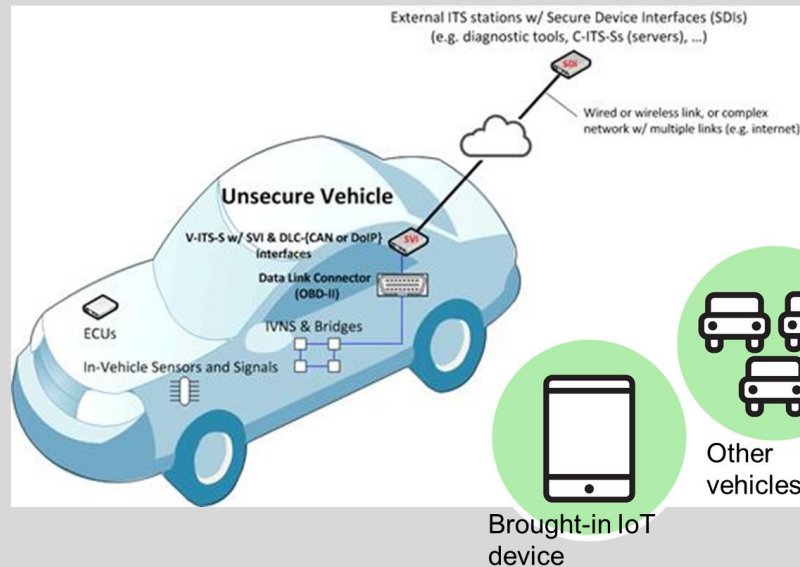 External ITS stations w/ Secure Device Interfaces (SDIs)
(e.g. diagnostic tools, C-ITS-Ss (servers), ...)
SDI
Wired or wireless link, or complex
network w/ multiple links (e.g. internet)
Unsecure Vehicle
V-ITS-S w/ SVI & DLC-{CAN or DoIP}
Interfaces
SVI
Data Link Connector
(OBD-II)
ECUs
IVNS & Bridges
In-Vehicle Sensors and Signals
Other
vehicles
Brought-in IoT
device